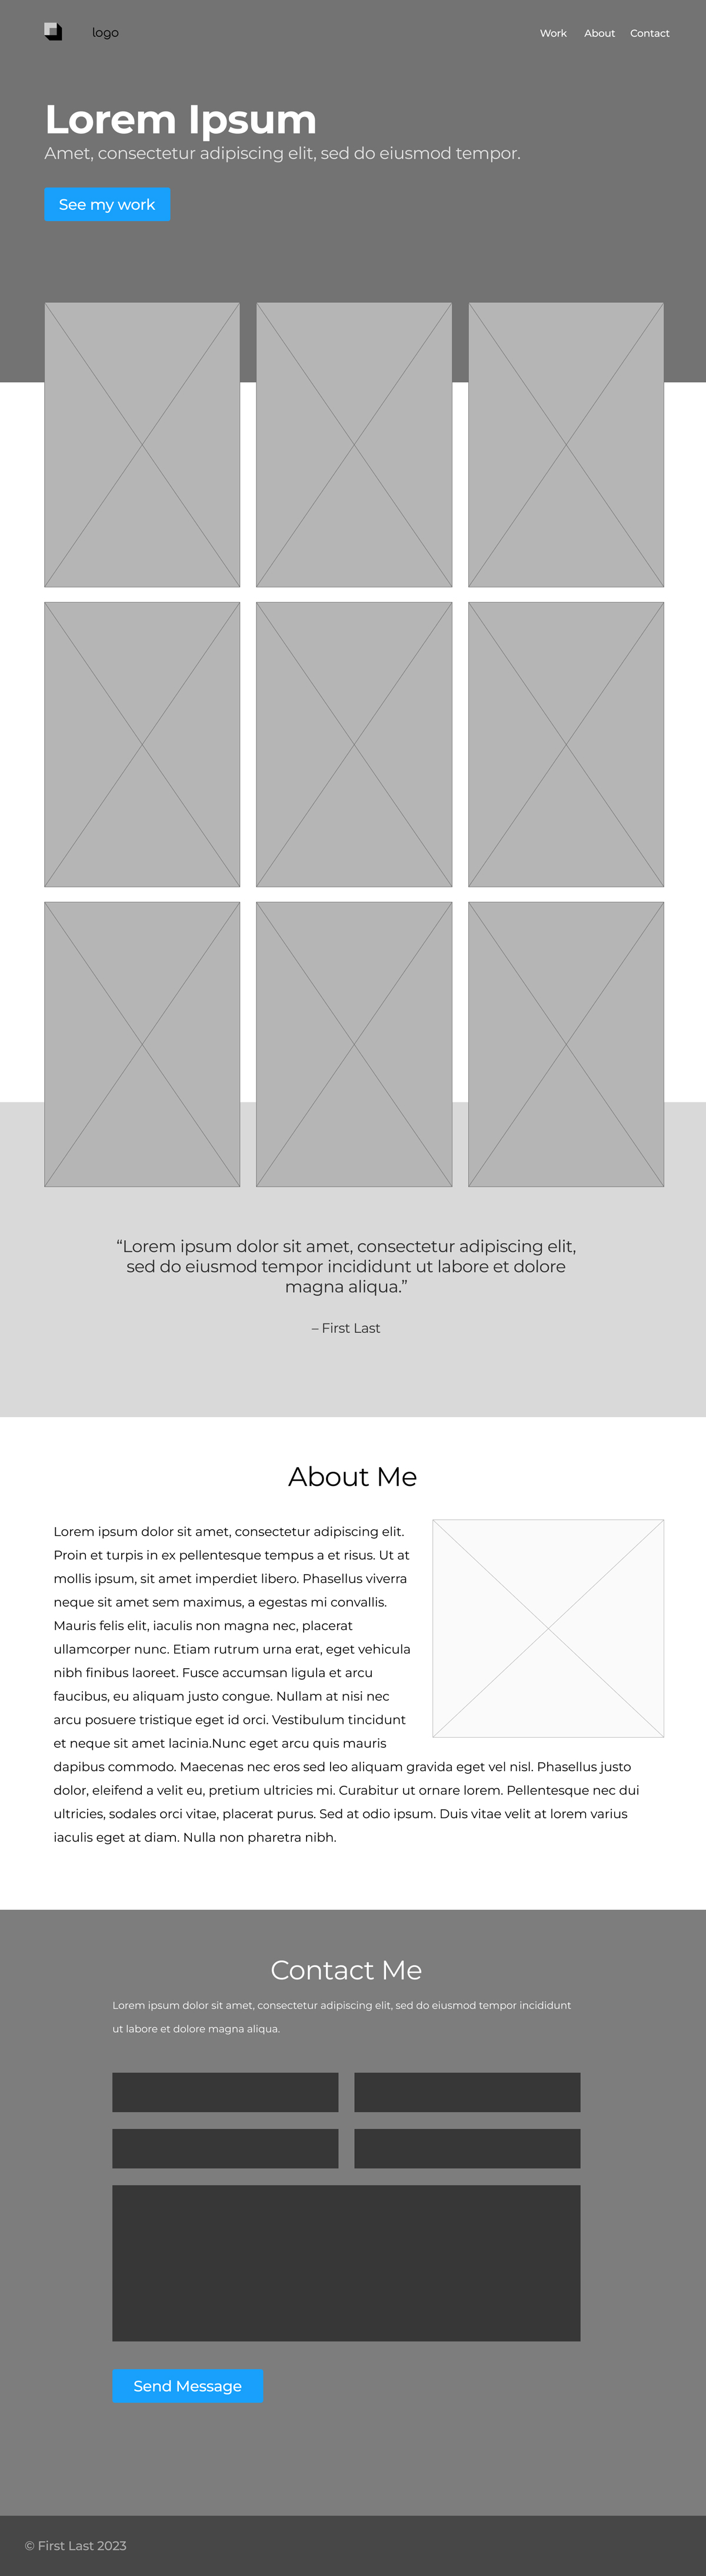 logo
Work About Contact
Lorem Ipsum
Amet, consectetur adipiscing elit, sed do eiusmod tempor.
See my work
“Lorem ipsum dolor sit amet, consectetur adipiscing elit,
sed do eiusmod tempor incididunt ut labore et dolore
magna aliqua.”
– First Last
About Me
Lorem ipsum dolor sit amet, consectetur adipiscing elit.
Proin et turpis in ex pellentesque tempus a et risus. Ut at
mollis ipsum, sit amet imperdiet libero. Phasellus viverra
neque sit amet sem maximus, a egestas mi convallis.
Mauris felis elit, iaculis non magna nec, placerat
ullamcorper nunc. Etiam rutrum urna erat, eget vehicula
nibh finibus laoreet. Fusce accumsan ligula et arcu
faucibus, eu aliquam justo congue. Nullam at nisi nec
arcu posuere tristique eget id orci. Vestibulum tincidunt
et neque sit amet lacinia.Nunc eget arcu quis mauris
dapibus commodo. Maecenas nec eros sed leo aliquam gravida eget vel nisl. Phasellus justo
dolor, eleifend a velit eu, pretium ultricies mi. Curabitur ut ornare lorem. Pellentesque nec dui
ultricies, sodales orci vitae, placerat purus. Sed at odio ipsum. Duis vitae velit at lorem varius
iaculis eget at diam. Nulla non pharetra nibh.
Contact Me
Lorem ipsum dolor sit amet, consectetur adipiscing elit, sed do eiusmod tempor incididunt
ut labore et dolore magna aliqua.
Send Message
© First Last 2023